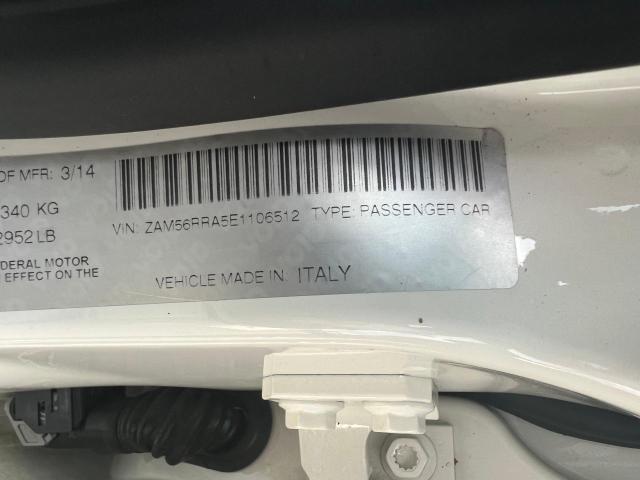 OF MFR: 3/14
340 KG
2952 LB
VIN: ZAM56RRA5E1106512 TYPE: PASSENGER CAR
DERAL MOTOR
EFFECT ON THE
VEHICLE MADE IN: ITALY